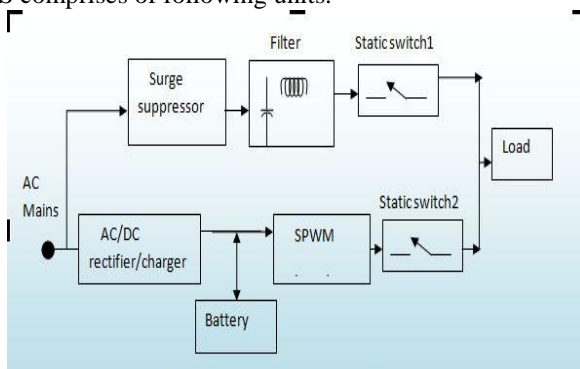 comprises of following units.
Filter
Static switch1
Surge
suppressor
Load
AC
Mains
Static switch2
AC/DC
rectifier/charger
SPWM
Battery